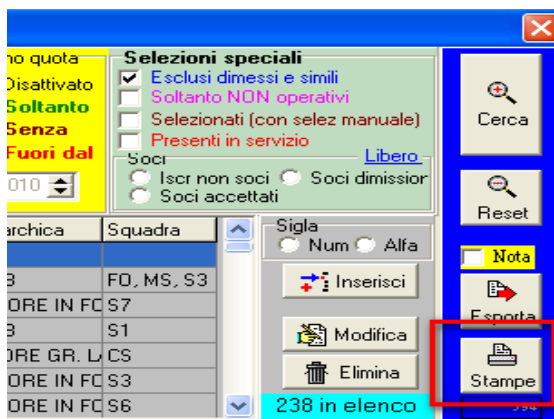 no quota
Disattivato
Soltanto
Senza
Fuori dal
010
Selezioni speciali
Esclusi dimessi e simili
Soltanto NON operativi
Selezionati (con selez manuale)
Presenti in servizio
Soci
Libero
Iscr non soci
Soci dimission
Soci accettati
Cerca
Reset
Nota
Esporta
Stampe
394
Sigla
Num
Alfa
Inserisci
Modifica
Elimina
238 in elenco
archica
Squadra
B
FO, MS, S3
ORE IN FO
S7
B
S1
ORE GR. LA
CS
ORE IN FO
S3
ORE IN FO
S6